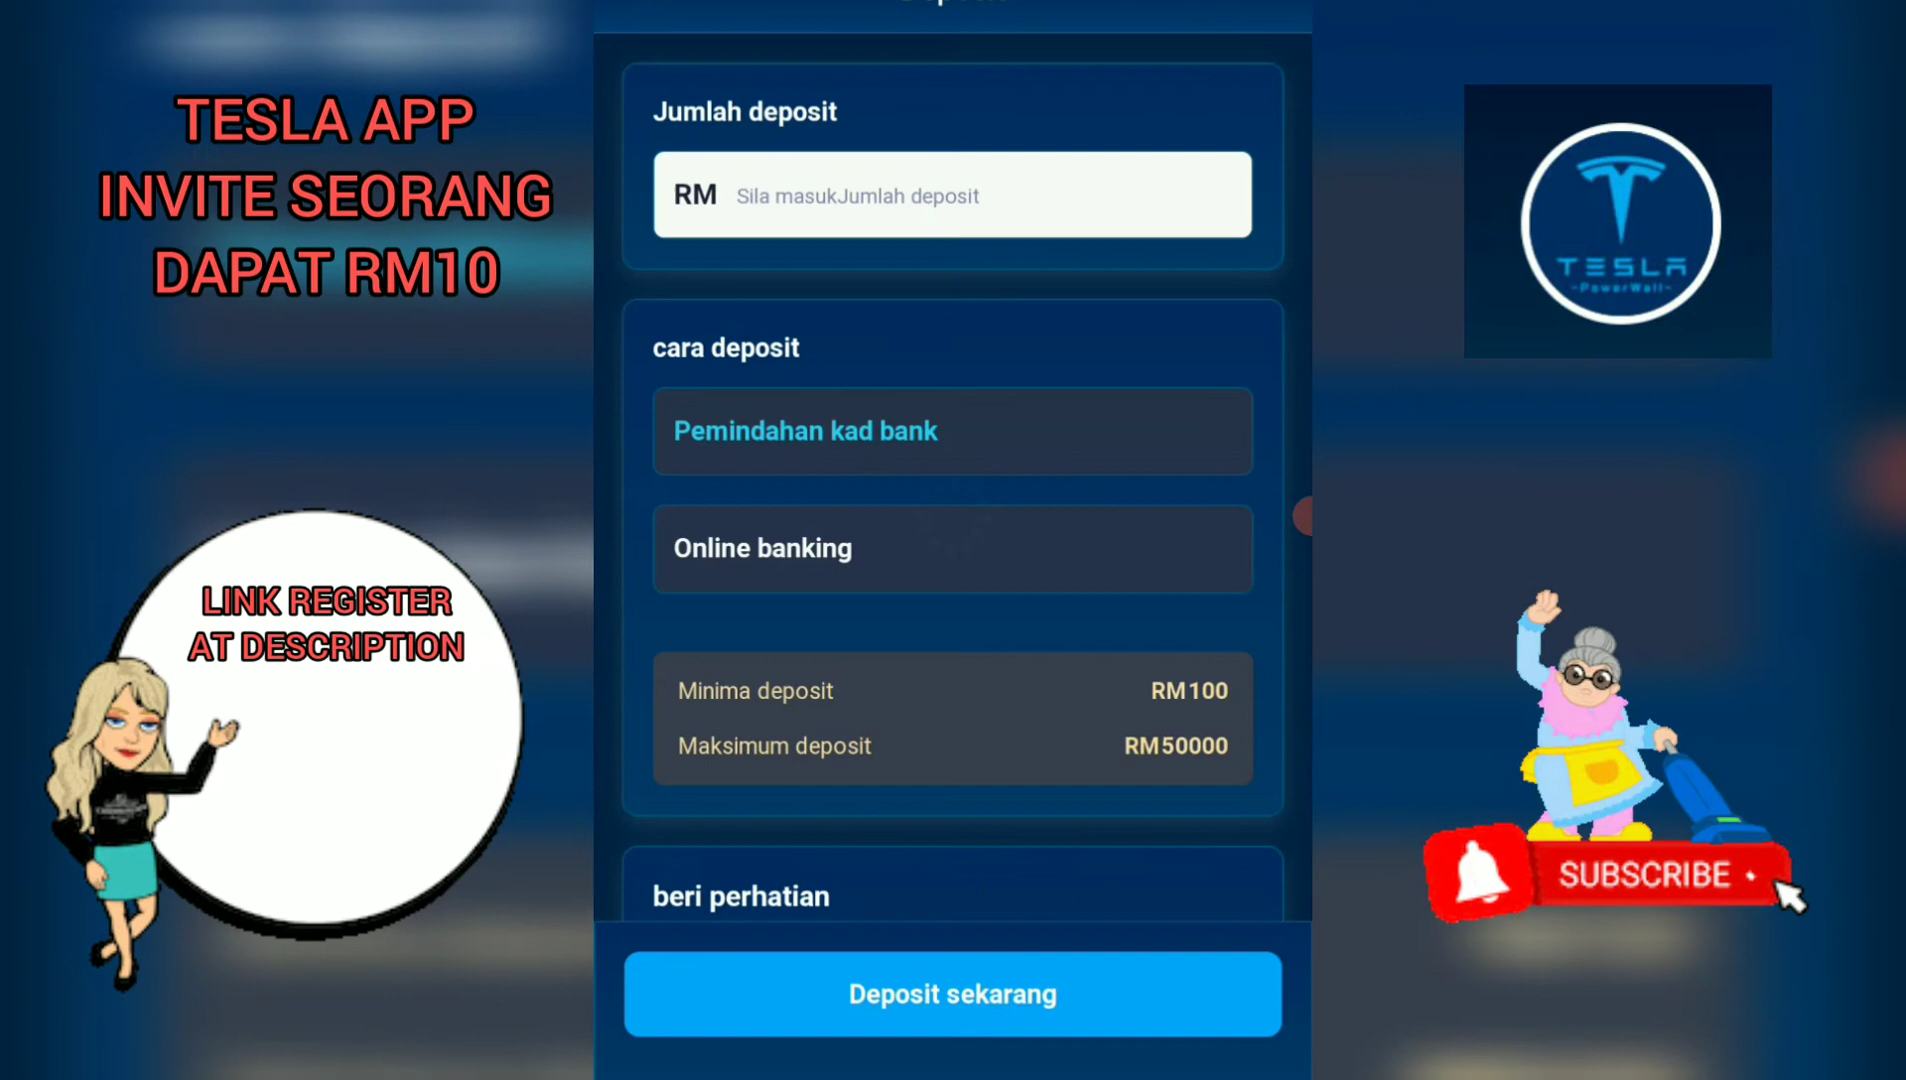 TESLA APP
INVITE SEORANG
DAPAT RM10
LINK REGISTER
AT DESCRIPTION
Jumlah deposit
RM Sila masukJumlah deposit
cara deposit
Pemindahan kad bank
Online banking
Minima deposit RM100
Maksimum deposit RM50000
beri perhatian
Deposit sekarang
TESLA
~PowerWall~
SUBSCRIBE